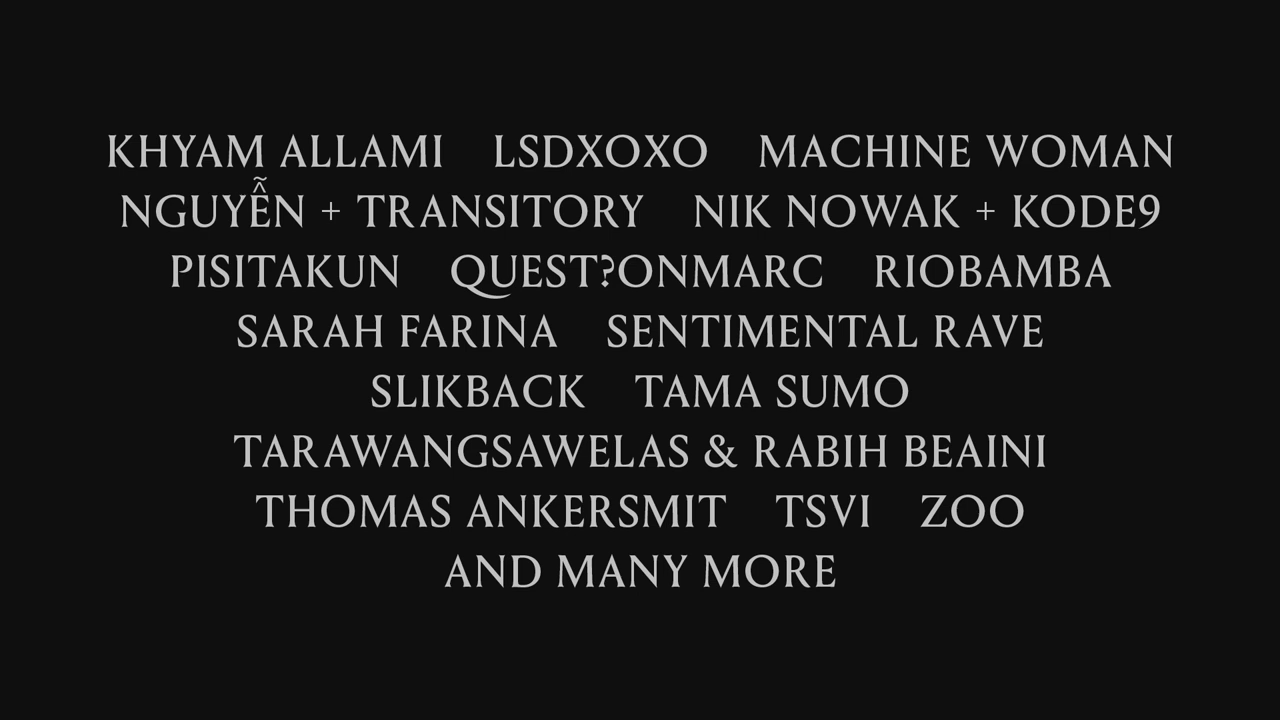 KHYAM ALLAMI LSDXOXO MACHINE WOMAN
NGUYỄN + TRANSITORY NIK NOWAK + KODE9
PISITAKUN QUEST?ONMARC RIOBAMBA
SARAH FARINA SENTIMENTAL RAVE
SLIKBACK TAMA SUMO
TARAWANGSAWELAS & RABIH BEAINI
THOMAS ANKERSMIT TSVI ZOO
AND MANY MORE